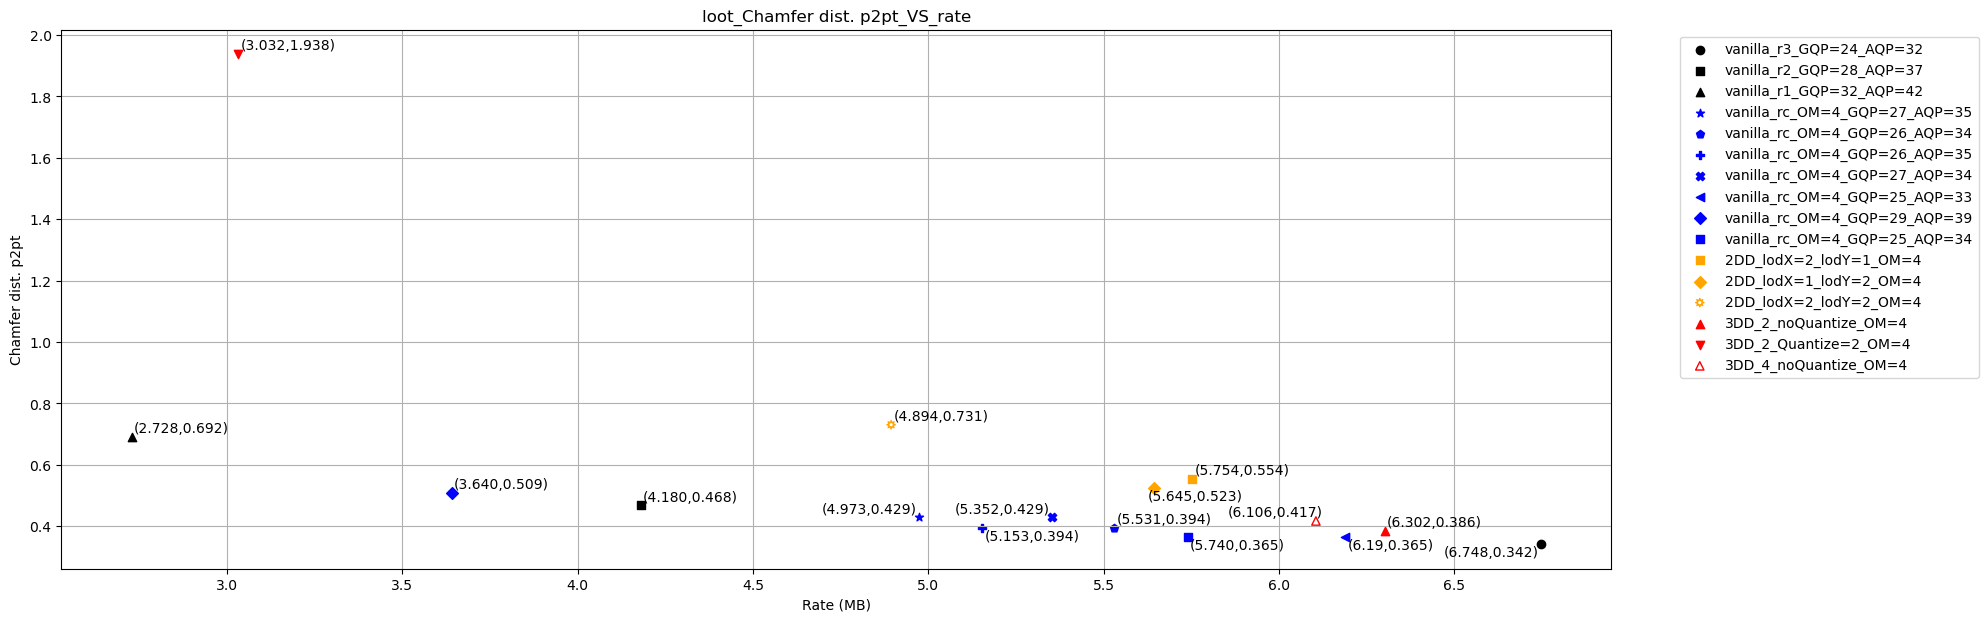 loot_Chamfer dist. p2pt_VS_rate
Chamfer dist. p2pt
2.0
1.8
1.6
1.4
1.2
1.0
0.8
0.6
0.4
(3.032,1.938)
(2.728,0.692)
(3.640,0.509)
(4.180,0.468)
(4.894,0.731)
(4.973,0.429)
(5.153,0.394)
(5.352,0.429)
(5.531,0.394)
(5.754,0.554)
(5.645,0.523)
(5.740,0.365)
(6.106,0.417)
(6.19,0.365)
(6.302,0.386)
(6.748,0.342)
3.0 3.5 4.0 4.5 5.0 5.5 6.0 6.5
Rate (MB)
vanilla_r3_GQP=24_AQP=32
vanilla_r2_GQP=28_AQP=37
vanilla_r1_GQP=32_AQP=42
vanilla_rc_OM=4_GQP=27_AQP=35
vanilla_rc_OM=4_GQP=26_AQP=34
vanilla_rc_OM=4_GQP=26_AQP=35
vanilla_rc_OM=4_GQP=27_AQP=34
vanilla_rc_OM=4_GQP=25_AQP=33
vanilla_rc_OM=4_GQP=29_AQP=39
vanilla_rc_OM=4_GQP=25_AQP=34
2DD_lodX=2_lodY=1_OM=4
2DD_lodX=1_lodY=2_OM=4
2DD_lodX=2_lodY=2_OM=4
3DD_2_noQuantize_OM=4
3DD_2_Quantize=2_OM=4
3DD_4_noQuantize_OM=4